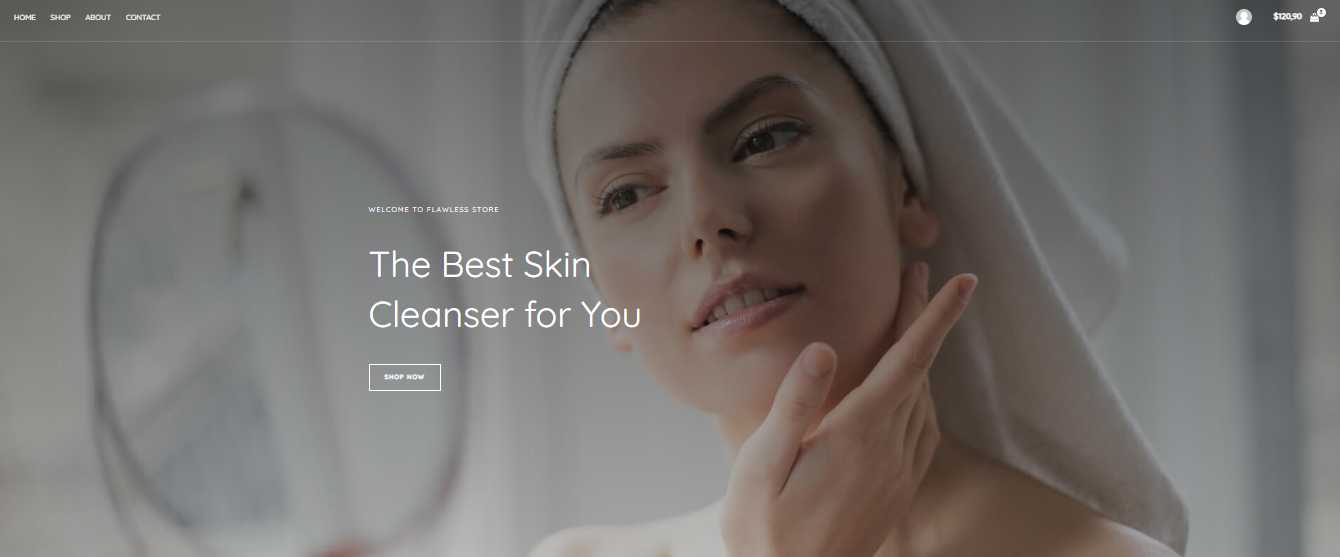 HOME SHOP ABOUT CONTACT $120,90 3
WELCOME TO FLAWLESS STORE
The Best Skin
Cleanser for You
SHOP NOW